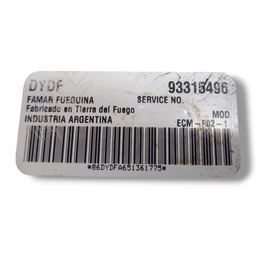 DYDF 93315496
FAMAR FUEGUINA SERVICE NO.
Fabricado en Tierra del Fuego
INDUSTRIA ARGENTINA MOD
ECM-F02-1
*86DYDFA651361775*